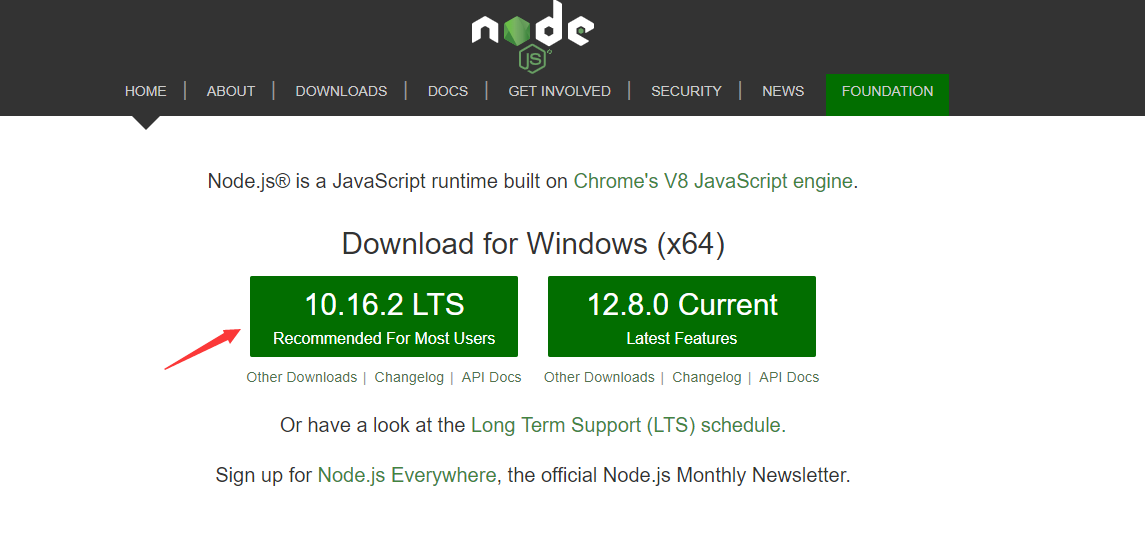 node
JS
HOME | ABOUT | DOWNLOADS | DOCS | GET INVOLVED | SECURITY | NEWS FOUNDATION
Node.js® is a JavaScript runtime built on Chrome's V8 JavaScript engine.
Download for Windows (x64)
10.16.2 LTS
Recommended For Most Users
12.8.0 Current
Latest Features
Other Downloads | Changelog | API Docs
Other Downloads | Changelog | API Docs
Or have a look at the Long Term Support (LTS) schedule.
Sign up for Node.js Everywhere, the official Node.js Monthly Newsletter.